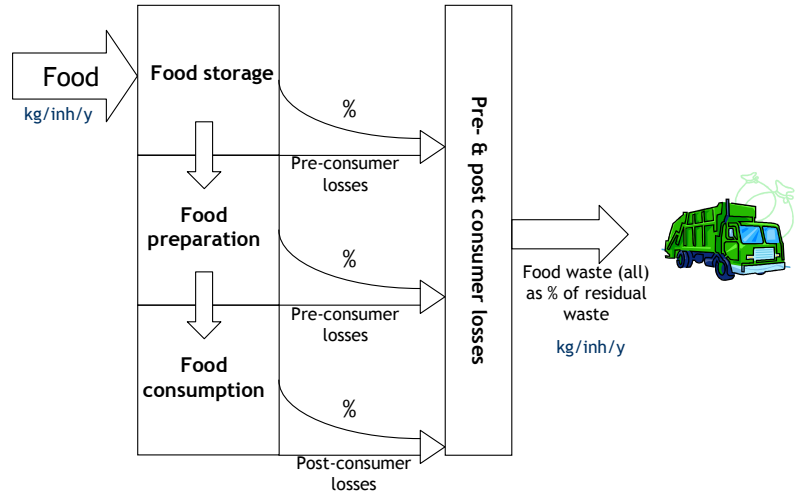 Food
kg/inh/y
Food storage
%
Pre-consumer
losses
Food
preparation
%
Pre-consumer
losses
Food
consumption
%
Post-consumer
losses
Pre- & post consumer losses
Food waste (all)
as % of residual
waste
kg/inh/y